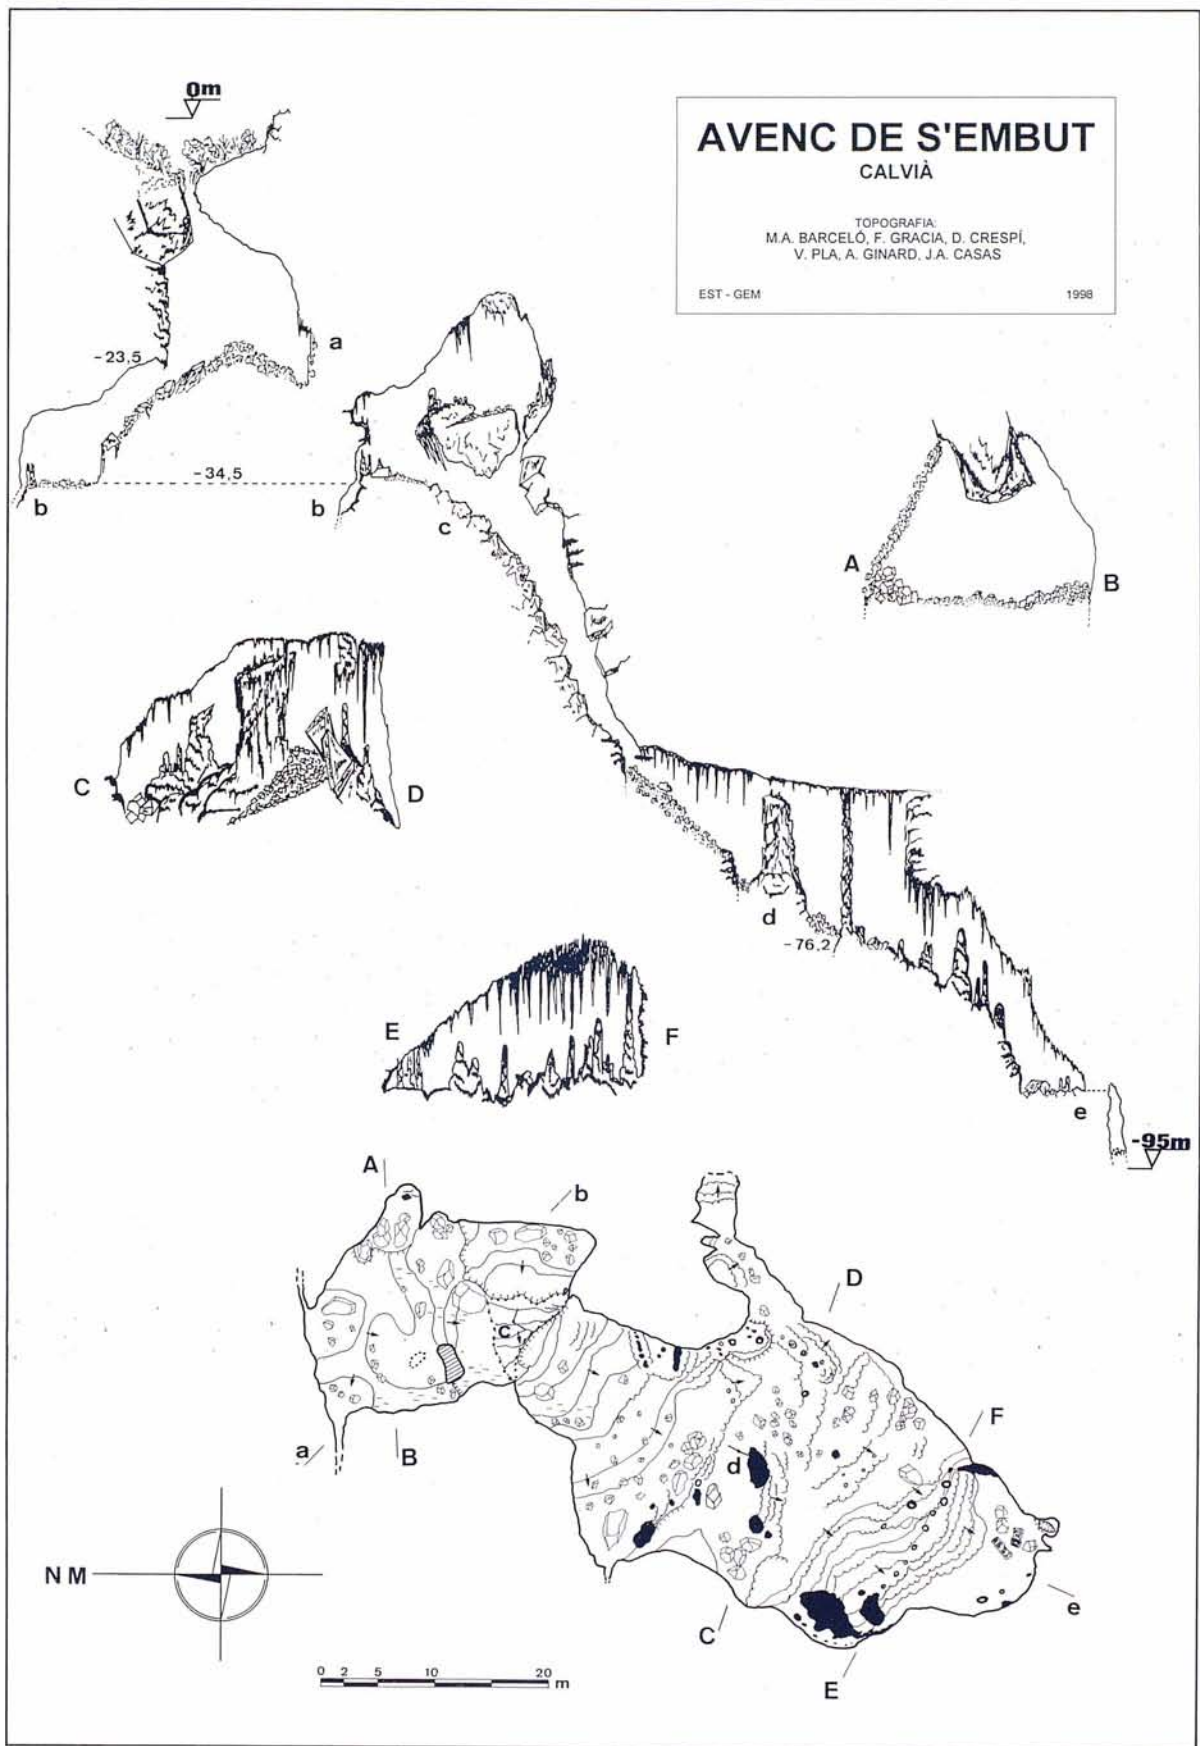 0m
AVENC DE S'EMBUT
CALVIÀ
TOPOGRAFIA:
M.A. BARCELÓ, F. GRACIA, D. CRESPÍ,
V. PLA, A. GINARD, J.A. CASAS
EST - GEM 1998
a
-23,5
-34,5
b b
c
A B
C D
d
-76,2
E F
e
-95m
A b
D
c
F
a B
d
N M
C e
E
0 2 5 10 20 m